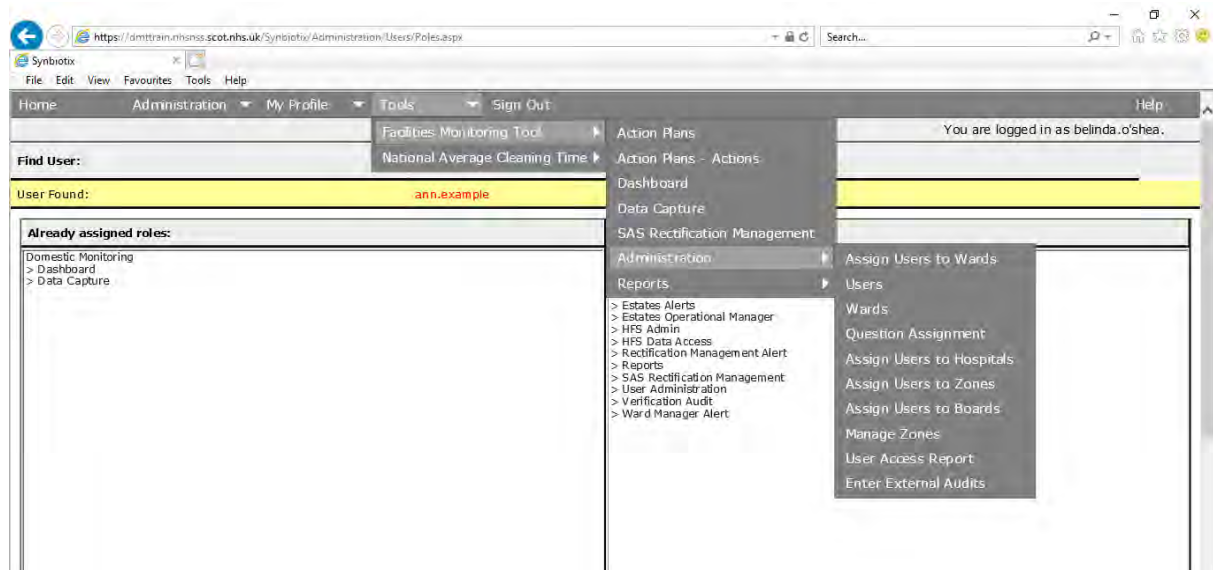 https://dmttrain.nhsnss.scot.nhs.uk/Synbiotix/Administration/Users/Roles.aspx
Search...
Synbiotix
File Edit View Favourites Tools Help
Home Administration My Profile Tools Sign Out Help
You are logged in as belinda.o'shea.
Find User:
User Found: ann.example
Already assigned roles:
Domestic Monitoring
> Dashboard
> Data Capture
Facilities Monitoring Tool
National Average Cleaning Time
Action Plans
Action Plans - Actions
Dashboard
Data Capture
SAS Rectification Management
Administration
Reports
> Estates Alerts
> Estates Operational Manager
> HFS Admin
> HFS Data Access
> Rectification Management Alert
> Reports
> SAS Rectification Management
> User Administration
> Verification Audit
> Ward Manager Alert
Assign Users to Wards
Users
Wards
Question Assignment
Assign Users to Hospitals
Assign Users to Zones
Assign Users to Boards
Manage Zones
User Access Report
Enter External Audits